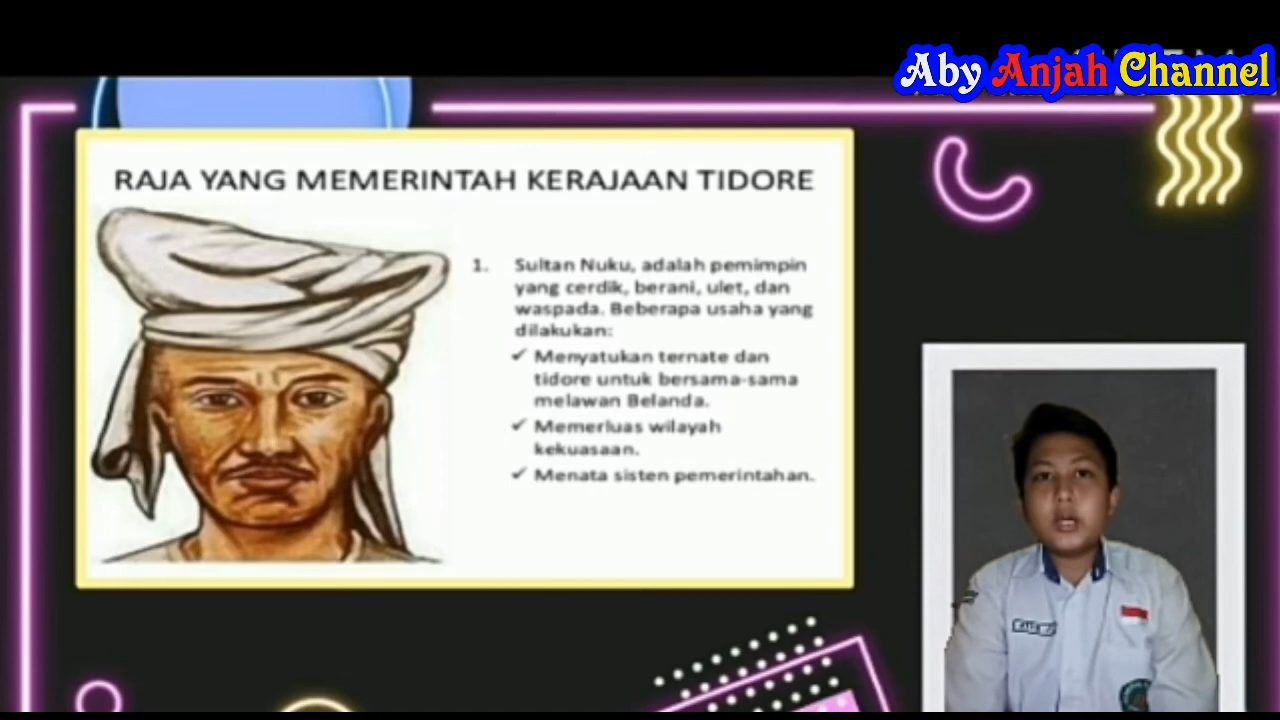 Aby Anjah Channel
RAJA YANG MEMERINTAH KERAJAAN TIDORE
1. Sultan Nuku, adalah pemimpin
yang cerdik, berani, ulet, dan
waspada. Beberapa usaha yang
dilakukan:
✓ Menyatukan ternate dan
tidore untuk bersama-sama
melawan Belanda.
✓ Memerluas wilayah
kekuasaan.
✓ Menata sisten pemerintahan.